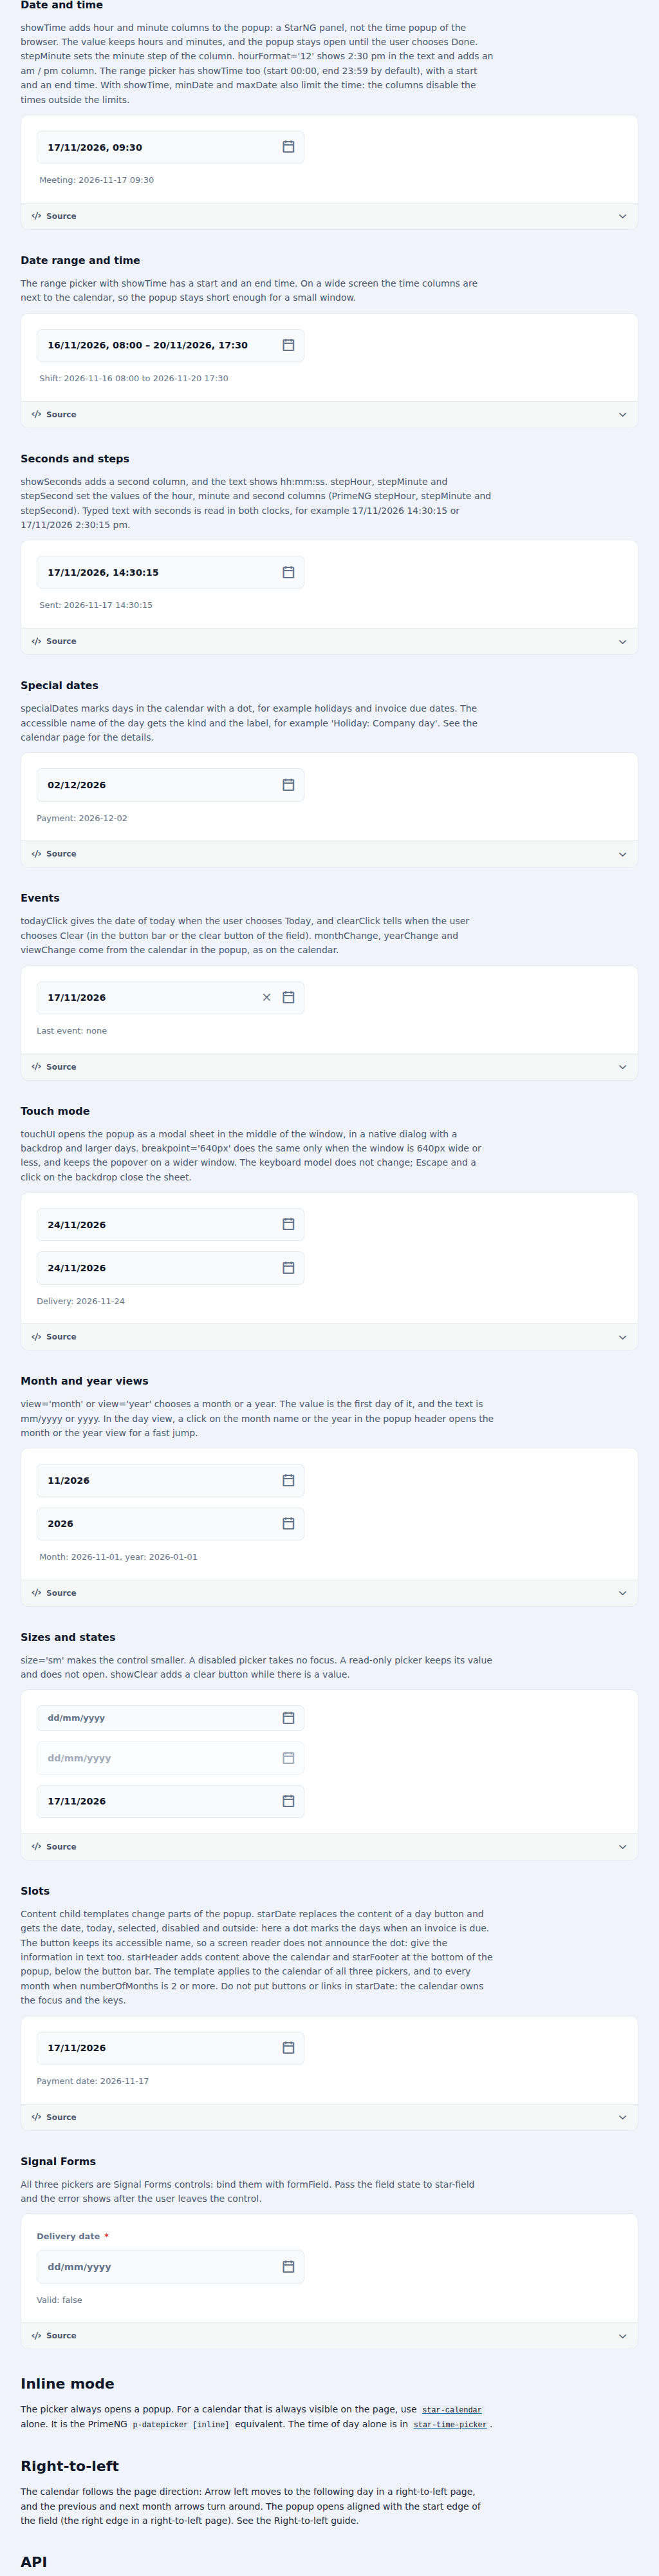 Date and time
showTime adds hour and minute columns to the popup: a StarNG panel, not the time popup of the
browser. The value keeps hours and minutes, and the popup stays open until the user chooses Done.
stepMinute sets the minute step of the column. hourFormat='12' shows 2:30 pm in the text and adds an
am / pm column. The range picker has showTime too (start 00:00, end 23:59 by default), with a start
and an end time. With showTime, minDate and maxDate also limit the time: the columns disable the
times outside the limits.
17/11/2026, 09:30
Meeting: 2026-11-17 09:30
Source
Date range and time
The range picker with showTime has a start and an end time. On a wide screen the time columns are
next to the calendar, so the popup stays short enough for a small window.
16/11/2026, 08:00 – 20/11/2026, 17:30
Shift: 2026-11-16 08:00 to 2026-11-20 17:30
Source
Seconds and steps
showSeconds adds a second column, and the text shows hh:mm:ss. stepHour, stepMinute and
stepSecond set the values of the hour, minute and second columns (PrimeNG stepHour, stepMinute and
stepSecond). Typed text with seconds is read in both clocks, for example 17/11/2026 14:30:15 or
17/11/2026 2:30:15 pm.
17/11/2026, 14:30:15
Sent: 2026-11-17 14:30:15
Source
Special dates
specialDates marks days in the calendar with a dot, for example holidays and invoice due dates. The
accessible name of the day gets the kind and the label, for example 'Holiday: Company day'. See the
calendar page for the details.
02/12/2026
Payment: 2026-12-02
Source
Events
todayClick gives the date of today when the user chooses Today, and clearClick tells when the user
chooses Clear (in the button bar or the clear button of the field). monthChange, yearChange and
viewChange come from the calendar in the popup, as on the calendar.
17/11/2026
Last event: none
Source
Touch mode
touchUI opens the popup as a modal sheet in the middle of the window, in a native dialog with a
backdrop and larger days. breakpoint='640px' does the same only when the window is 640px wide or
less, and keeps the popover on a wider window. The keyboard model does not change; Escape and a
click on the backdrop close the sheet.
24/11/2026
24/11/2026
Delivery: 2026-11-24
Source
Month and year views
view='month' or view='year' chooses a month or a year. The value is the first day of it, and the text is
mm/yyyy or yyyy. In the day view, a click on the month name or the year in the popup header opens the
month or the year view for a fast jump.
11/2026
2026
Month: 2026-11-01, year: 2026-01-01
Source
Sizes and states
size='sm' makes the control smaller. A disabled picker takes no focus. A read-only picker keeps its value
and does not open. showClear adds a clear button while there is a value.
dd/mm/yyyy
dd/mm/yyyy
17/11/2026
Source
Slots
Content child templates change parts of the popup. starDate replaces the content of a day button and
gets the date, today, selected, disabled and outside: here a dot marks the days when an invoice is due.
The button keeps its accessible name, so a screen reader does not announce the dot: give the
information in text too. starHeader adds content above the calendar and starFooter at the bottom of the
popup, below the button bar. The template applies to the calendar of all three pickers, and to every
month when numberOfMonths is 2 or more. Do not put buttons or links in starDate: the calendar owns
the focus and the keys.
17/11/2026
Payment date: 2026-11-17
Source
Signal Forms
All three pickers are Signal Forms controls: bind them with formField. Pass the field state to star-field
and the error shows after the user leaves the control.
Delivery date *
dd/mm/yyyy
Valid: false
Source
Inline mode
The picker always opens a popup. For a calendar that is always visible on the page, use star-calendar
alone. It is the PrimeNG p-datepicker [inline] equivalent. The time of day alone is in star-time-picker.
Right-to-left
The calendar follows the page direction: Arrow left moves to the following day in a right-to-left page,
and the previous and next month arrows turn around. The popup opens aligned with the start edge of
the field (the right edge in a right-to-left page). See the Right-to-left guide.
API